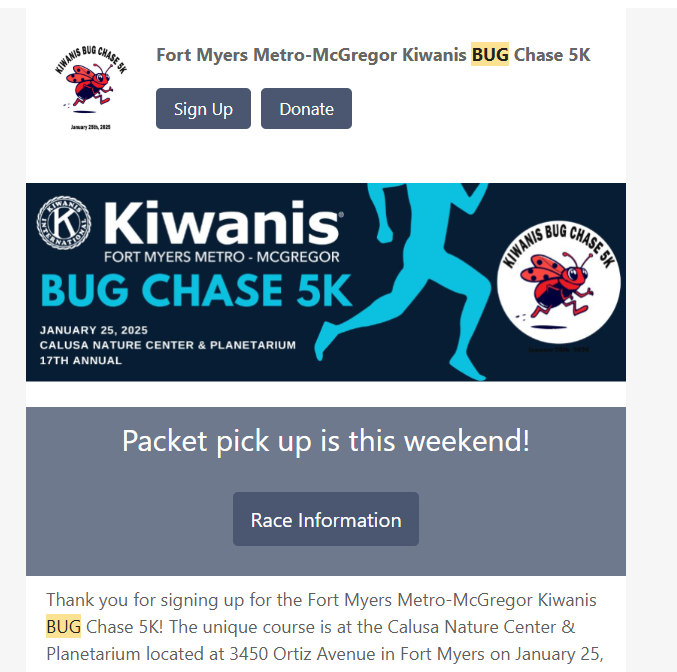 KIWANIS BUG CHASE 5K
January 25th, 2025
Fort Myers Metro-McGregor Kiwanis BUG Chase 5K
Sign Up
Donate
KIWANIS
K
INTERNATIONAL
Kiwanis®
FORT MYERS METRO - MCGREGOR
BUG CHASE 5K
JANUARY 25, 2025
CALUSA NATURE CENTER & PLANETARIUM
17TH ANNUAL
KIWANIS BUG CHASE 5K
Packet pick up is this weekend!
Race Information
Thank you for signing up for the Fort Myers Metro-McGregor Kiwanis
BUG Chase 5K! The unique course is at the Calusa Nature Center &
Planetarium located at 3450 Ortiz Avenue in Fort Myers on January 25,